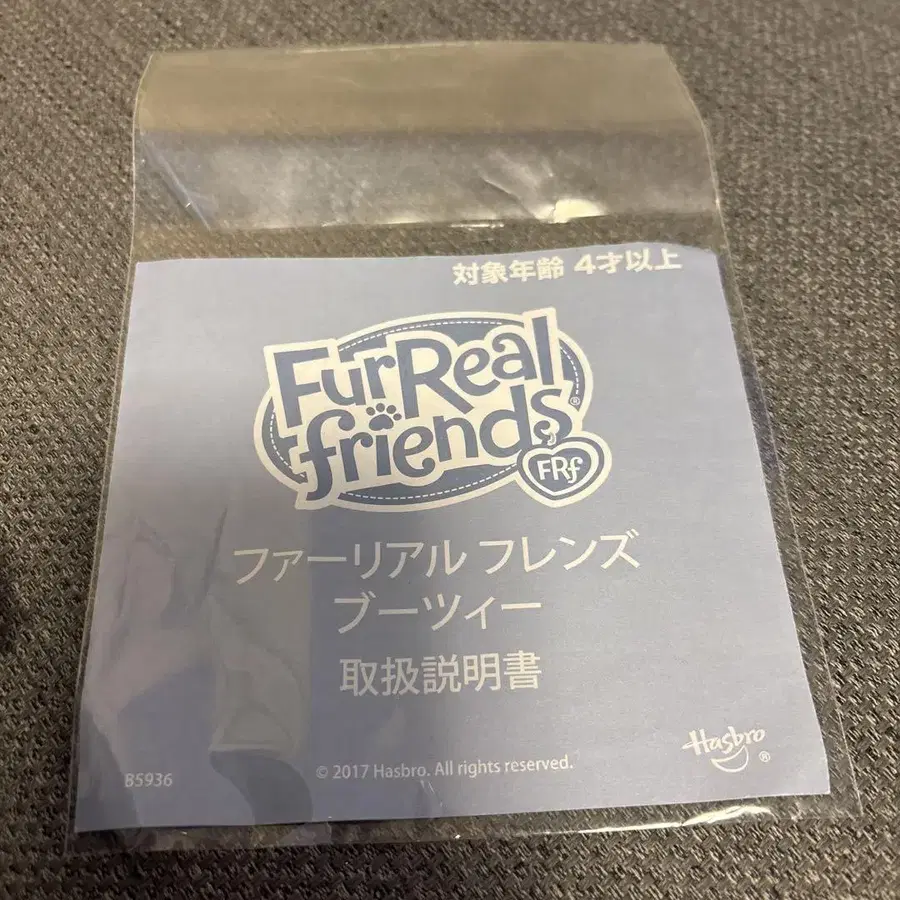 対象年齢 4才以上
FurReal
friends®
FRf
ファーリアル フレンズ
ブーツィー
取扱説明書
Hasbro
®
© 2017 Hasbro. All rights reserved.
B5936